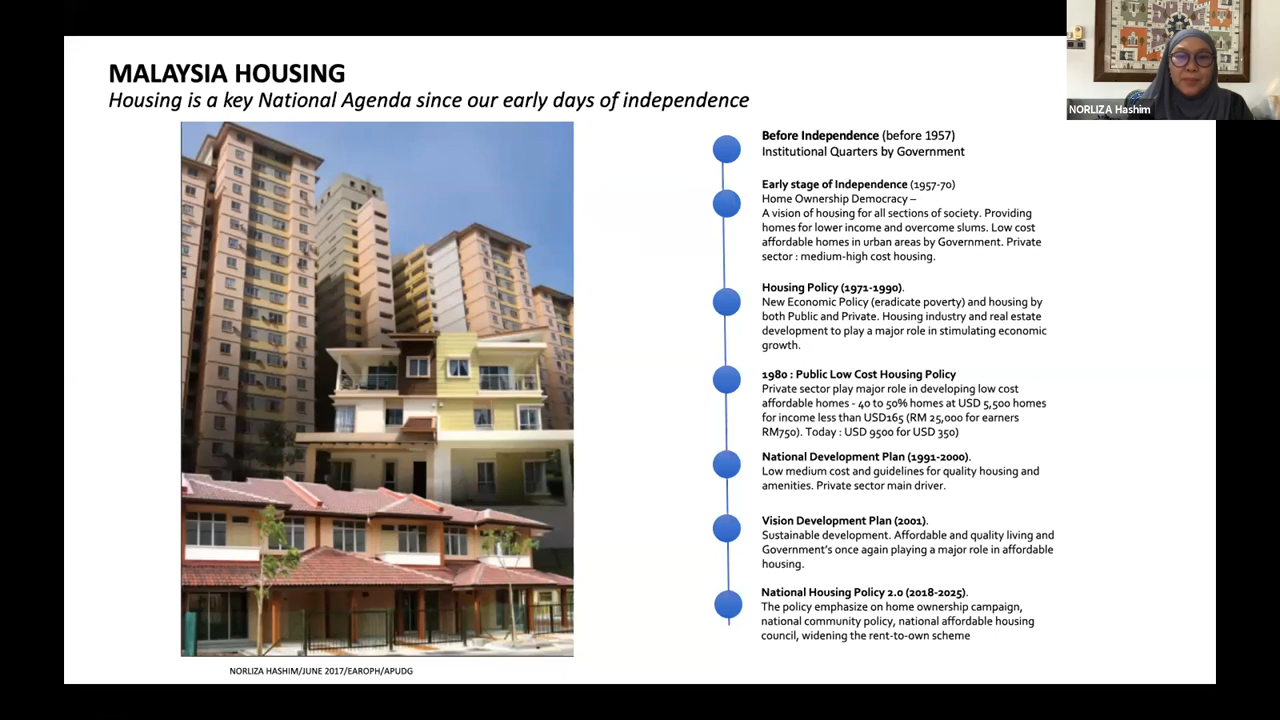 MALAYSIA HOUSING
Housing is a key National Agenda since our early days of independence
NORLIZA Hashim
Before Independence (before 1957)
Institutional Quarters by Government
Early stage of Independence (1957-70)
Home Ownership Democracy –
A vision of housing for all sections of society. Providing
homes for lower income and overcome slums. Low cost
affordable homes in urban areas by Government. Private
sector : medium-high cost housing.
Housing Policy (1971-1990).
New Economic Policy (eradicate poverty) and housing by
both Public and Private. Housing industry and real estate
development to play a major role in stimulating economic
growth.
1980 : Public Low Cost Housing Policy
Private sector play major role in developing low cost
affordable homes - 40 to 50% homes at USD 5,500 homes
for income less than USD165 (RM 25,000 for earners
RM750). Today : USD 9500 for USD 350)
National Development Plan (1991-2000).
Low medium cost and guidelines for quality housing and
amenities. Private sector main driver.
Vision Development Plan (2001).
Sustainable development. Affordable and quality living and
Government's once again playing a major role in affordable
housing.
National Housing Policy 2.0 (2018-2025).
The policy emphasize on home ownership campaign,
national community policy, national affordable housing
council, widening the rent-to-own scheme
NORLIZA HASHIM/JUNE 2017/EAROPH/APUDG